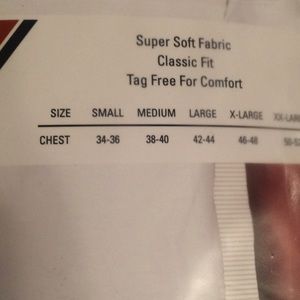 Super Soft Fabric
Classic Fit
Tag Free For Comfort
SIZE SMALL MEDIUM LARGE X-LARGE
CHEST 34-36 38-40 42-44 46-48